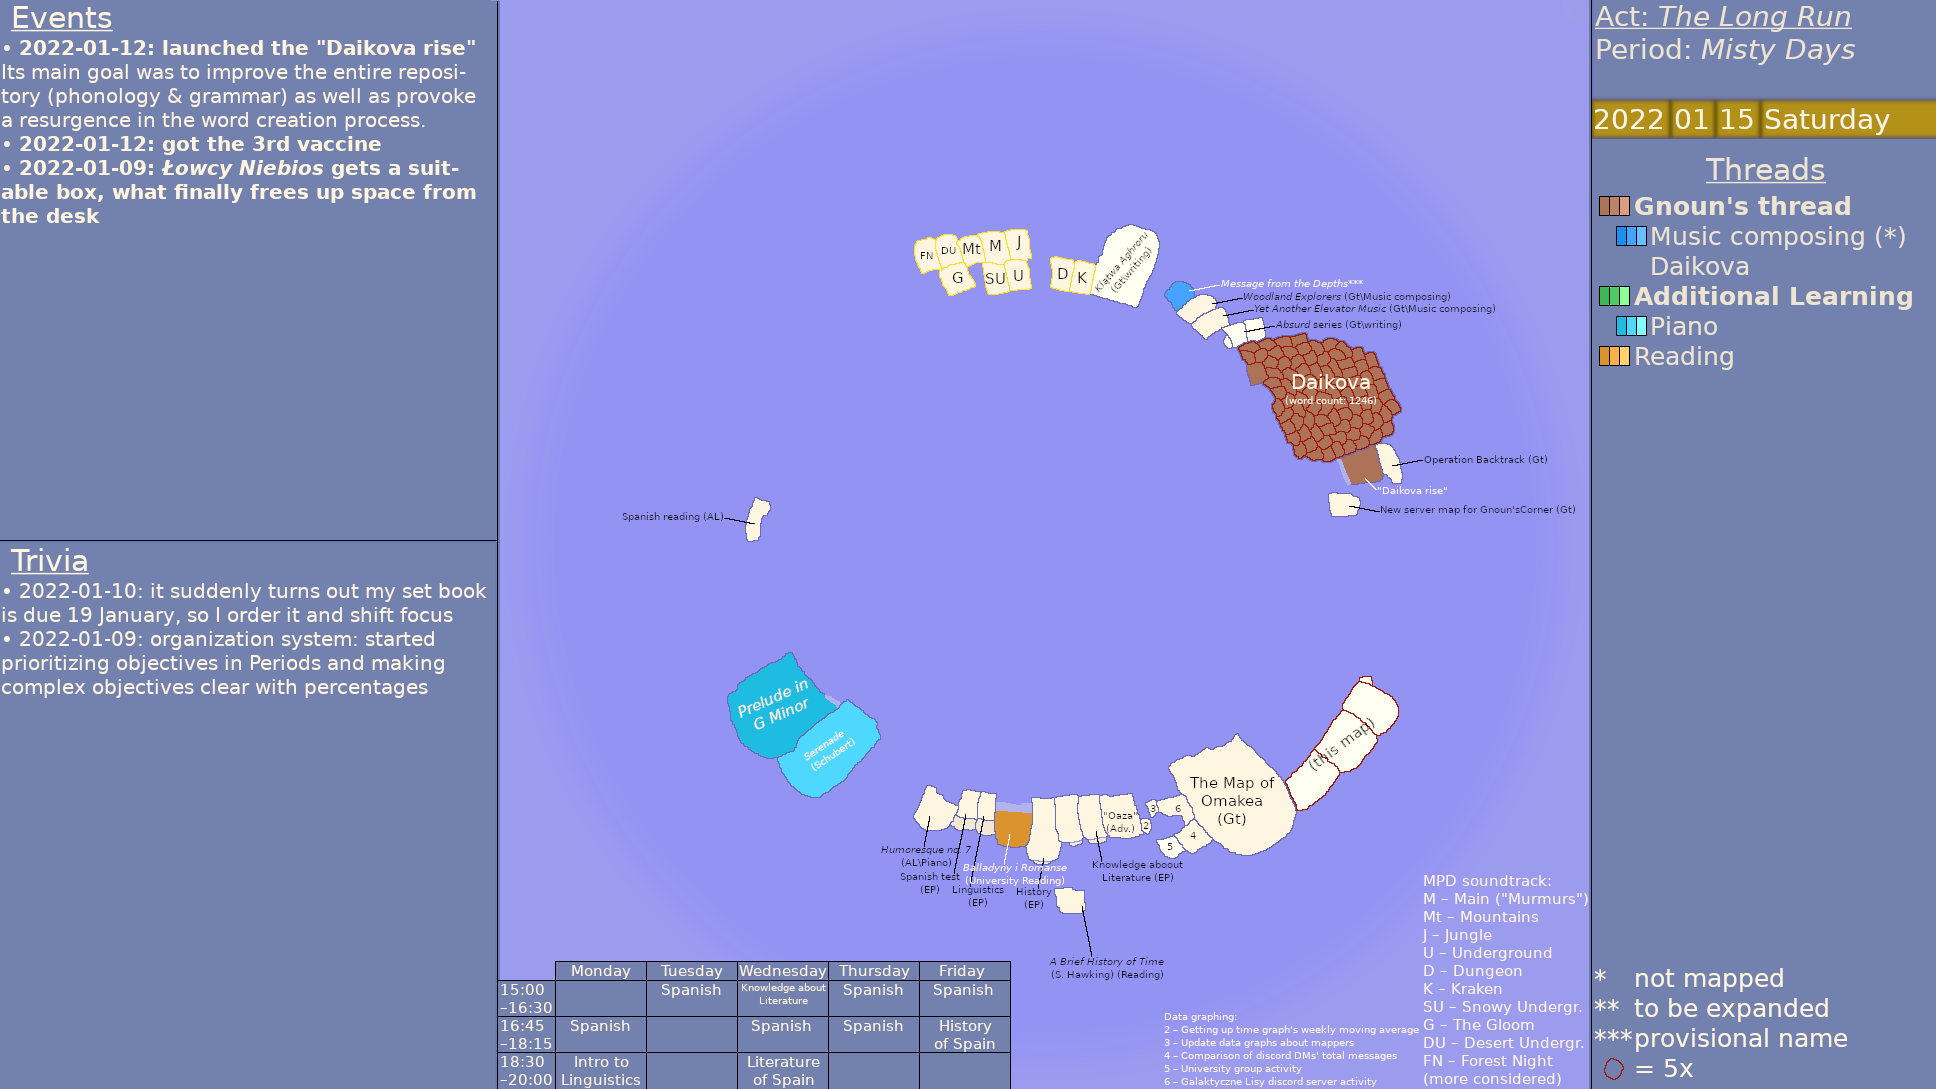 Events
• 2022-01-12: launched the "Daikova rise"
Its main goal was to improve the entire reposi-
tory (phonology & grammar) as well as provoke
a resurgence in the word creation process.
• 2022-01-12: got the 3rd vaccine
• 2022-01-09: Łowcy Niebios gets a suit-
able box, what finally frees up space from
the desk
Trivia
• 2022-01-10: it suddenly turns out my set book
is due 19 January, so I order it and shift focus
• 2022-01-09: organization system: started
prioritizing objectives in Periods and making
complex objectives clear with percentages
FN
DU
Mt
M
J
G
SU
U
D
K
Klątwa Aghroru
(Gt\writing)
Message from the Depths***
Woodland Explorers (Gt\Music composing)
Yet Another Elevator Music (Gt\Music composing)
Absurd series (Gt\writing)
Daikova
(word count: 1246)
Operation Backtrack (Gt)
"Daikova rise"
New server map for Gnoun'sCorner (Gt)
Spanish reading (AL)
Prelude in
G Minor
Serenade
(Schubert)
(this map)
The Map of
Omakea
(Gt)
3
6
2
4
5
"Oaza"
(Adv.)
Humoresque no. 7
(AL\Piano)
Spanish test
(EP)
Linguistics
(EP)
Balladyny i Romanse
(University Reading)
History
(EP)
Knowledge aboout
Literature (EP)
A Brief History of Time
(S. Hawking) (Reading)
Monday Tuesday Wednesday Thursday Friday
15:00
–16:30
Spanish
Knowledge about
Literature
Spanish
Spanish
16:45
–18:15
Spanish
Spanish
Spanish
History
of Spain
18:30
–20:00
Intro to
Linguistics
Literature
of Spain
Data graphing:
2 – Getting up time graph's weekly moving average
3 – Update data graphs about mappers
4 – Comparison of discord DMs' total messages
5 – University group activity
6 – Galaktyczne Lisy discord server activity
MPD soundtrack:
M – Main ("Murmurs")
Mt – Mountains
J – Jungle
U – Underground
D – Dungeon
K – Kraken
SU – Snowy Undergr.
G – The Gloom
DU – Desert Undergr.
FN – Forest Night
(more considered)
Act: The Long Run
Period: Misty Days
2022 01 15 Saturday
Threads
Gnoun's thread
Music composing (*)
Daikova
Additional Learning
Piano
Reading
* not mapped
** to be expanded
*** provisional name
= 5x